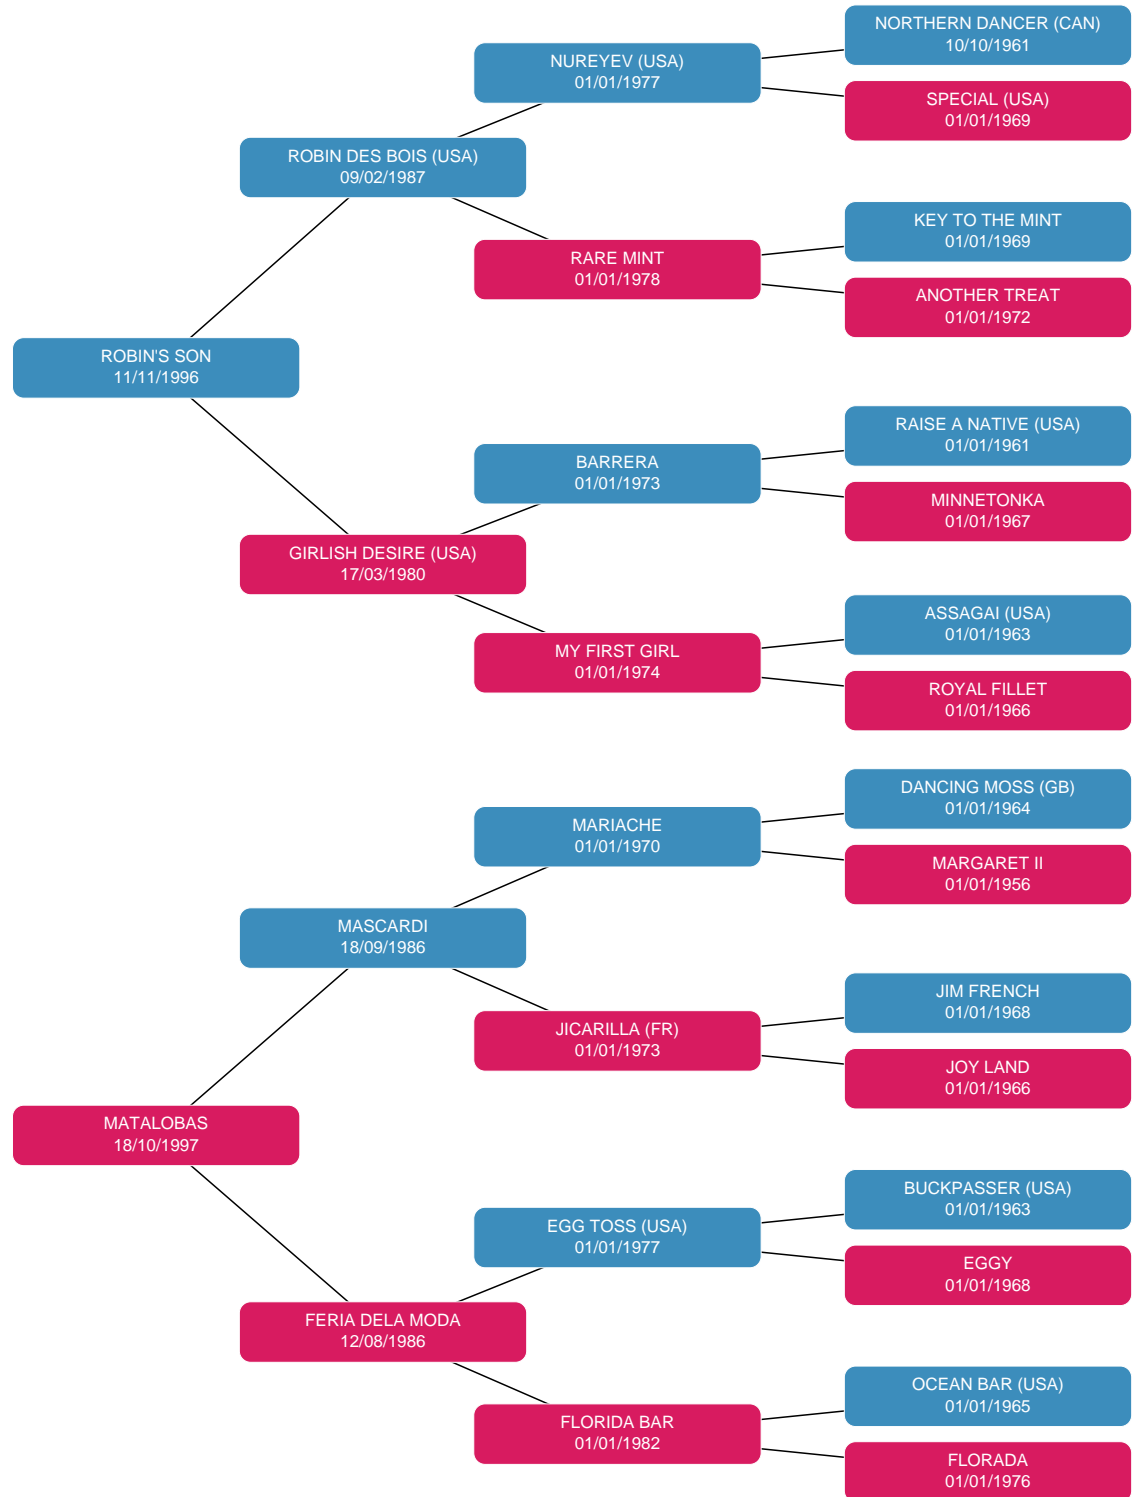 NORTHERN DANCER (CAN)
10/10/1961
NUREYEV (USA)
01/01/1977
SPECIAL (USA)
01/01/1969
ROBIN DES BOIS (USA)
09/02/1987
KEY TO THE MINT
01/01/1969
RARE MINT
01/01/1978
ANOTHER TREAT
01/01/1972
ROBIN'S SON
11/11/1996
RAISE A NATIVE (USA)
01/01/1961
BARRERA
01/01/1973
MINNETONKA
01/01/1967
GIRLISH DESIRE (USA)
17/03/1980
ASSAGAI (USA)
01/01/1963
MY FIRST GIRL
01/01/1974
ROYAL FILLET
01/01/1966
DANCING MOSS (GB)
01/01/1964
MARIACHE
01/01/1970
MARGARET II
01/01/1956
MASCARDI
18/09/1986
JIM FRENCH
01/01/1968
JICARILLA (FR)
01/01/1973
JOY LAND
01/01/1966
MATALOBAS
18/10/1997
BUCKPASSER (USA)
01/01/1963
EGG TOSS (USA)
01/01/1977
EGGY
01/01/1968
FERIA DELA MODA
12/08/1986
OCEAN BAR (USA)
01/01/1965
FLORIDA BAR
01/01/1982
FLORADA
01/01/1976